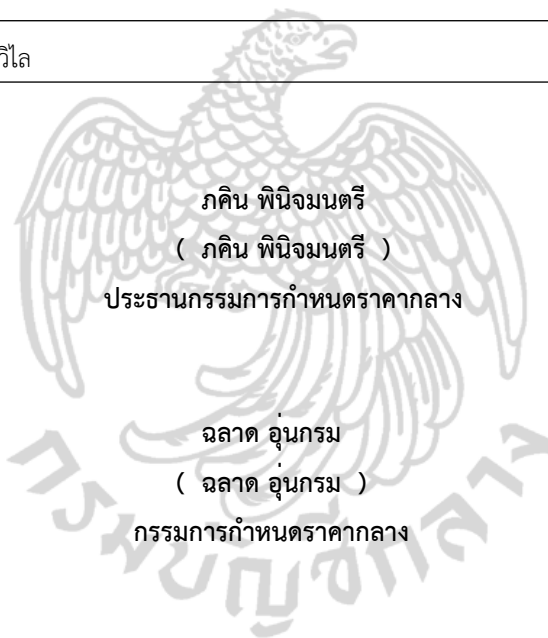 วิไล
ภคิน พินิจมนตรี
( ภคิน พินิจมนตรี )
ประธานกรรมการกำหนดราคากลาง
ฉลาด อุ่นกรม
( ฉลาด อุ่นกรม )
กรรมการกำหนดราคากลาง
กรมบัญชีกลาง